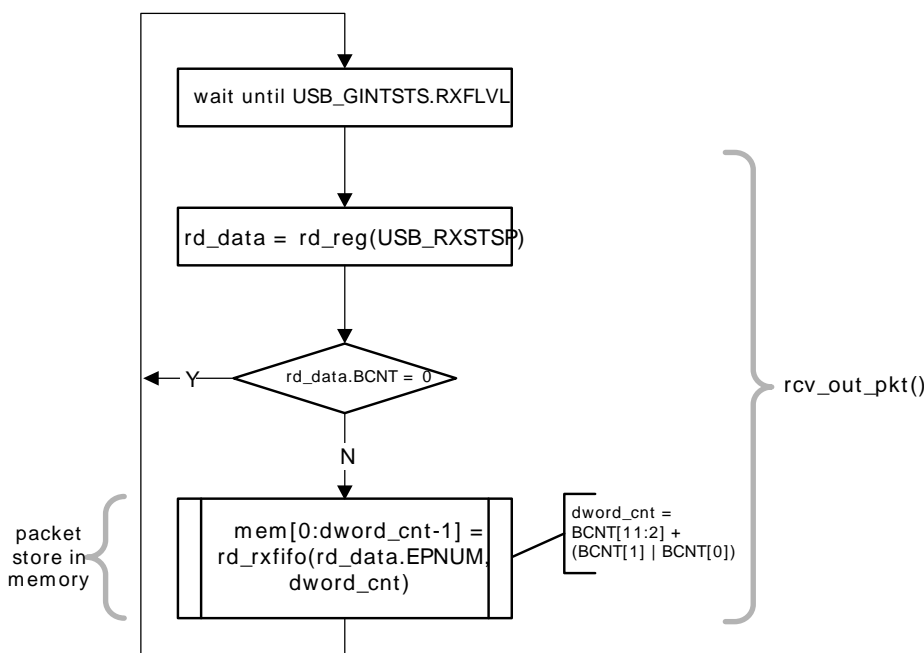 wait until USB_GINTSTS.RXFLVL
rd_data = rd_reg(USB_RXSTSP)
rd_data.BCNT = 0
Y
rcv_out_pkt()
N
packet
store in
memory
mem[0:dword_cnt-1] =
rd_rxfifo(rd_data.EPNUM,
dword_cnt)
dword_cnt =
BCNT[11:2] +
(BCNT[1] | BCNT[0])